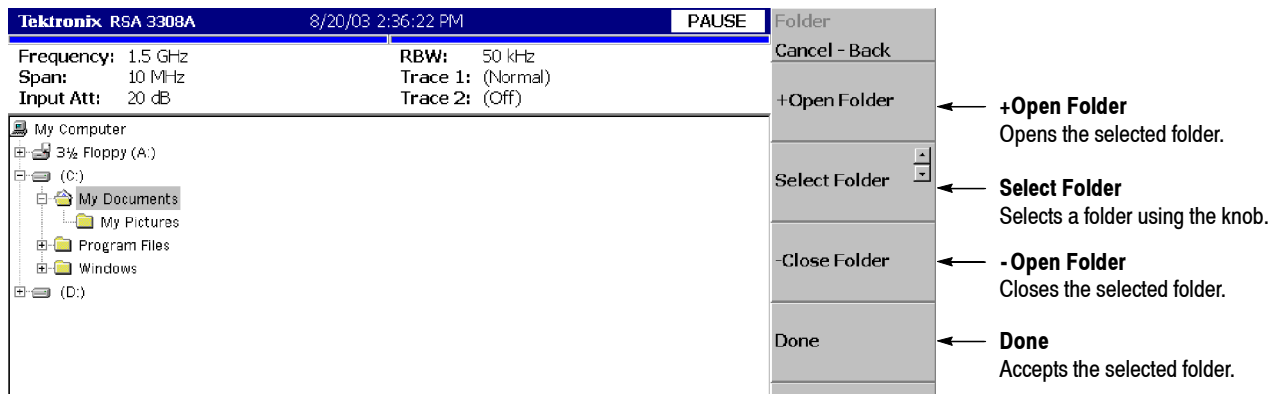 Tektronix RSA 3308A 8/20/03 2:36:22 PM PAUSE
Frequency: 1.5 GHz RBW: 50 kHz
Span: 10 MHz Trace 1: (Normal)
Input Att: 20 dB Trace 2: (Off)
My Computer
3½ Floppy (A:)
(C:)
My Documents
My Pictures
Program Files
Windows
(D:)
Folder
Cancel - Back
+Open Folder
Select Folder
-Close Folder
Done
+Open Folder
Opens the selected folder.
Select Folder
Selects a folder using the knob.
-Open Folder
Closes the selected folder.
Done
Accepts the selected folder.